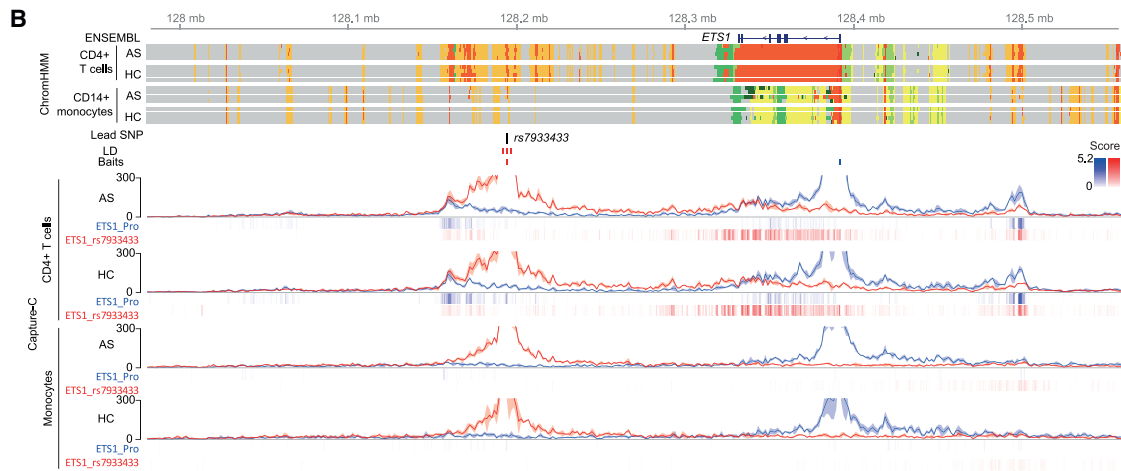 B
128 mb 128.1 mb 128.2 mb 128.3 mb 128.4 mb 128.5 mb
ENSEMBL ETS1
ChromHMM
CD4+ T cells
AS
HC
CD14+ monocytes
AS
HC
Lead SNP rs7933433
LD
Baits
Score
5.2
0
Capture-C
CD4+ T cells
300
AS
0
ETS1_Pro
ETS1_rs7933433
300
HC
0
ETS1_Pro
ETS1_rs7933433
Monocytes
300
AS
0
ETS1_Pro
ETS1_rs7933433
300
HC
0
ETS1_Pro
ETS1_rs7933433